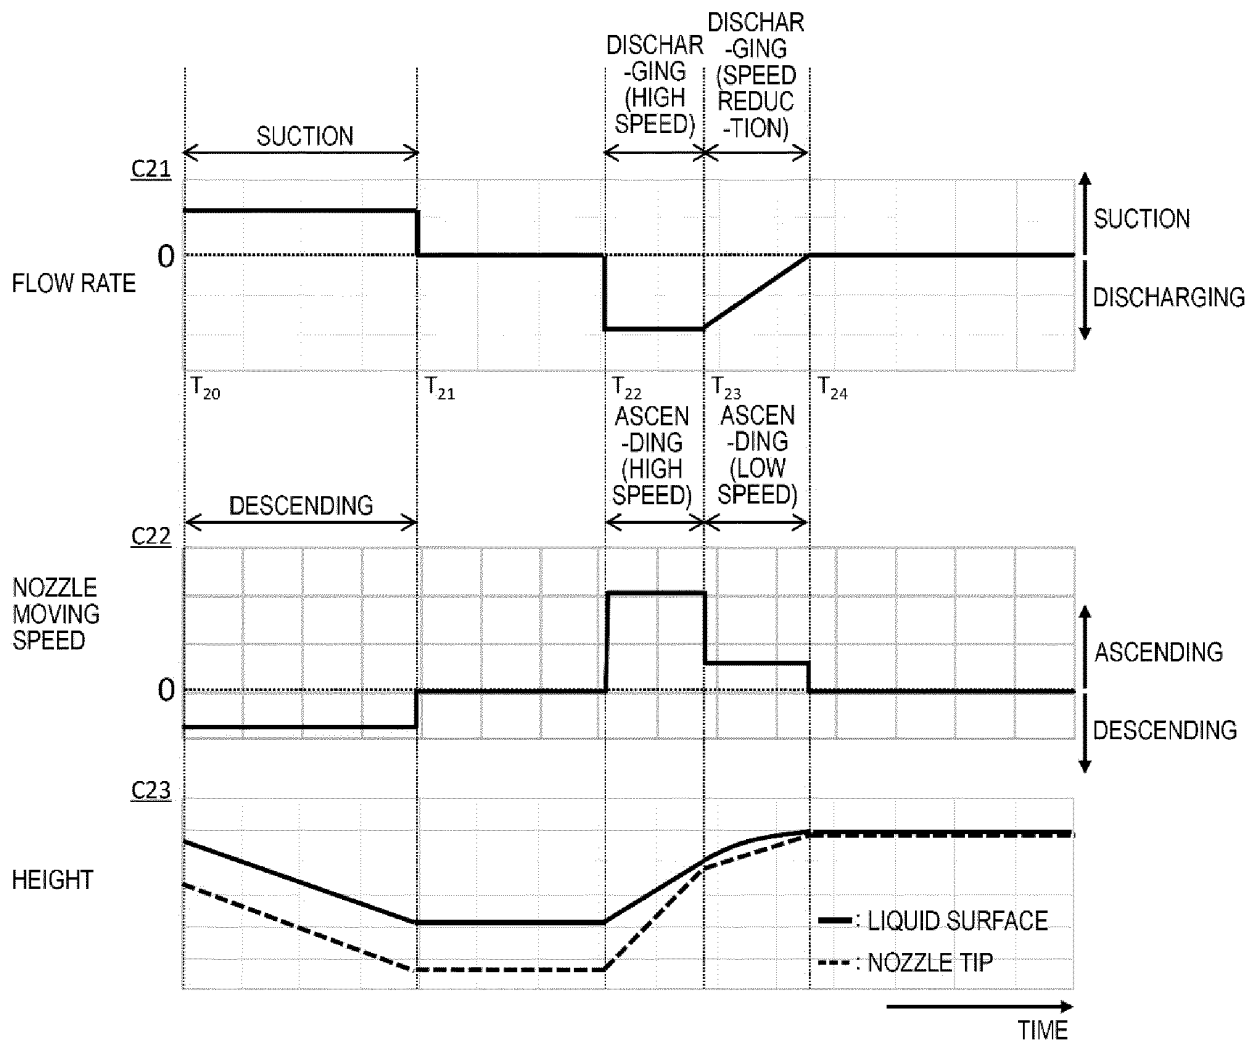 DISCHAR
-GING
(HIGH
SPEED)
DISCHAR
-GING
(SPEED
REDUC
-TION)
SUCTION
C21
0
FLOW RATE
SUCTION
DISCHARGING
T20
T21
T22
T23
T24
ASCEN
-DING
(HIGH
SPEED)
ASCEN
-DING
(LOW
SPEED)
DESCENDING
C22
NOZZLE
MOVING
SPEED
0
ASCENDING
DESCENDING
C23
HEIGHT
: LIQUID SURFACE
: NOZZLE TIP
TIME